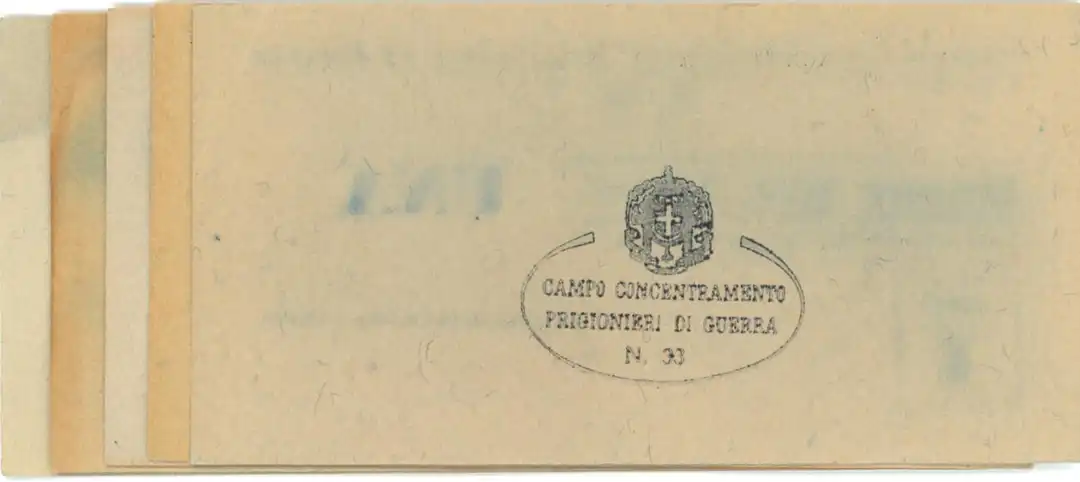 CAMPO CONCENTRAMENTO
PRIGIONIERI DI GUERRA
N. 33